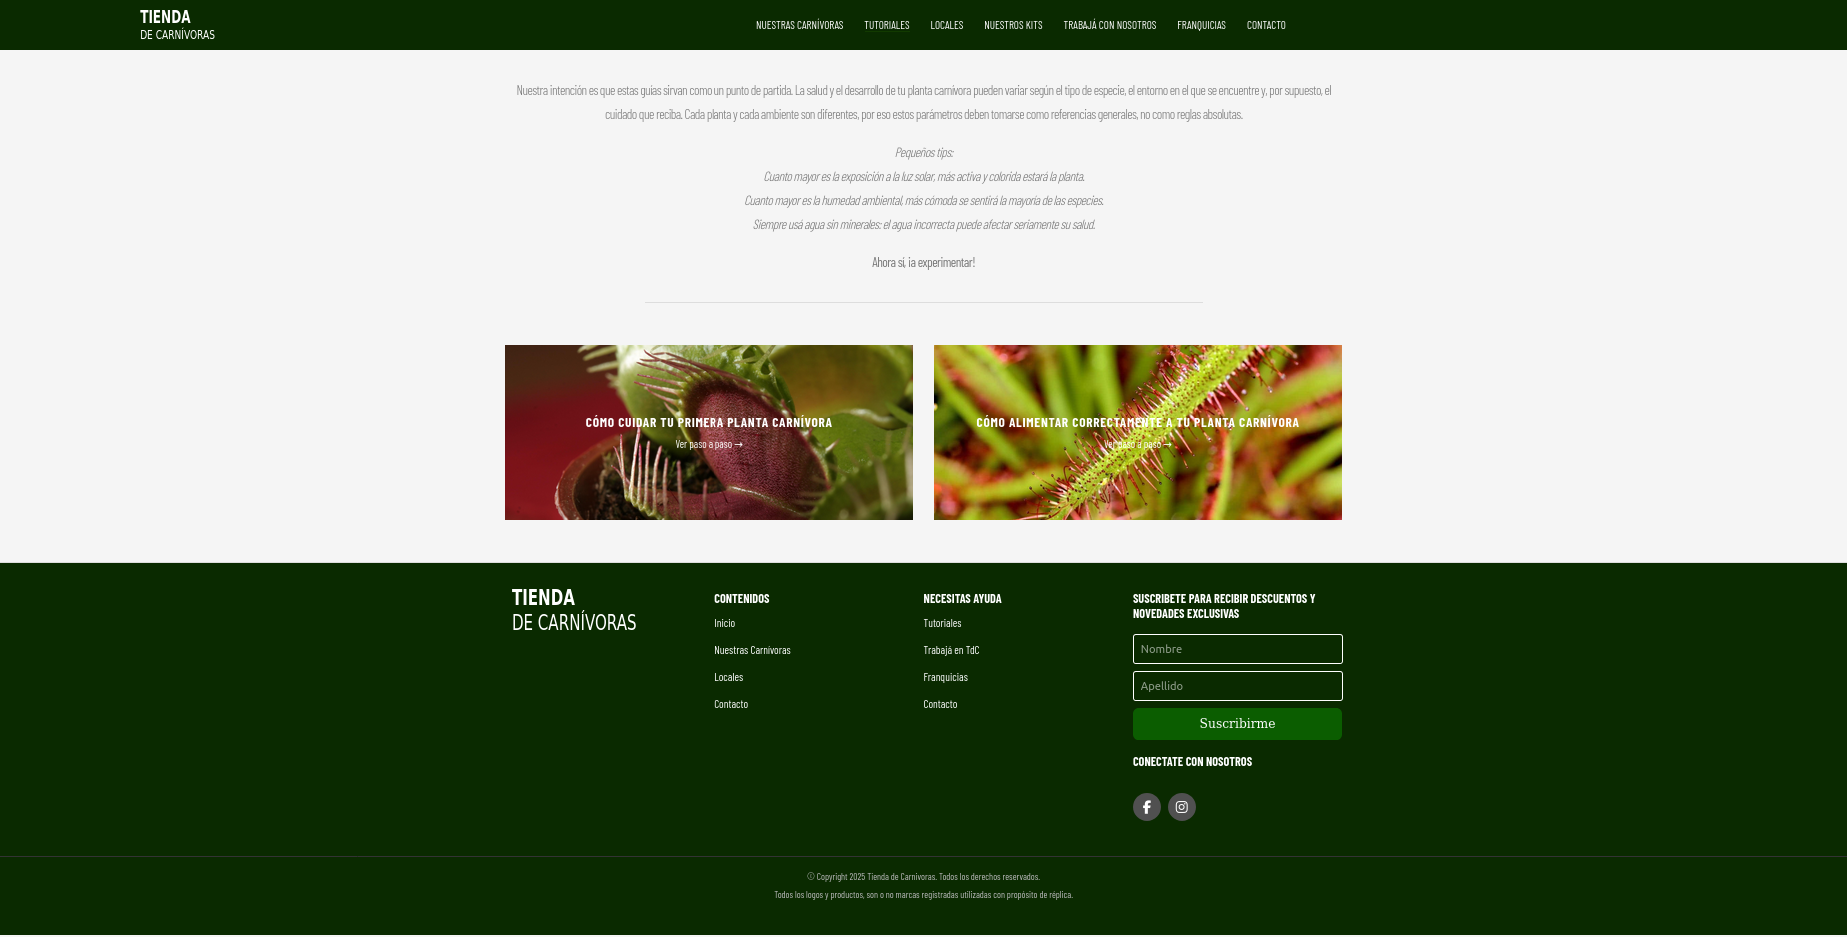 TIENDA
DE CARNÍVORAS
NUESTRAS CARNÍVORAS TUTORIALES LOCALES NUESTROS KITS TRABAJÁ CON NOSOTROS FRANQUICIAS CONTACTO
Nuestra intención es que estas guías sirvan como un punto de partida. La salud y el desarrollo de tu planta carnívora pueden variar según el tipo de especie, el entorno en el que se encuentre y, por supuesto, el
cuidado que reciba. Cada planta y cada ambiente son diferentes, por eso estos parámetros deben tomarse como referencias generales, no como reglas absolutas.
Pequeños tips:
Cuanto mayor es la exposición a la luz solar, más activa y colorida estará la planta.
Cuanto mayor es la humedad ambiental, más cómoda se sentirá la mayoría de las especies.
Siempre usá agua sin minerales: el agua incorrecta puede afectar seriamente su salud.
Ahora sí, ¡a experimentar!
CÓMO CUIDAR TU PRIMERA PLANTA CARNÍVORA
Ver paso a paso →
CÓMO ALIMENTAR CORRECTAMENTE A TU PLANTA CARNÍVORA
Ver paso a paso →
TIENDA
DE CARNÍVORAS
CONTENIDOS
Inicio
Nuestras Carnívoras
Locales
Contacto
NECESITAS AYUDA
Tutoriales
Trabajá en TdC
Franquicias
Contacto
SUSCRIBETE PARA RECIBIR DESCUENTOS Y
NOVEDADES EXCLUSIVAS
Nombre
Apellido
Suscribirme
CONECTATE CON NOSOTROS
© Copyright 2025 Tienda de Carnívoras. Todos los derechos reservados.
Todos los logos y productos, son o no marcas registradas utilizadas con propósito de réplica.